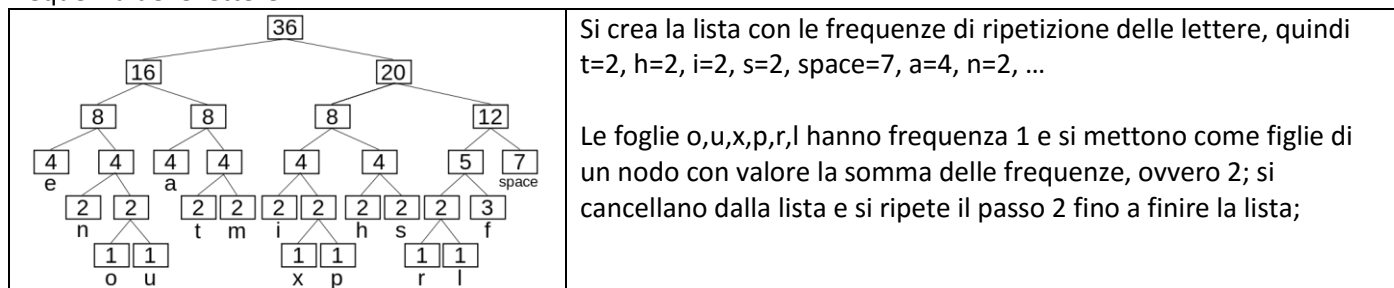 36
16 20
8 8 8 12
4 4 4 4 4 4 5 7
e a space
2 2 2 2 2 2 2 2 2 3
n t m i h s f
1 1 1 1 1 1
o u x p r l
Si crea la lista con le frequenze di ripetizione delle lettere, quindi
t=2, h=2, i=2, s=2, space=7, a=4, n=2, …
Le foglie o,u,x,p,r,l hanno frequenza 1 e si mettono come figlie di
un nodo con valore la somma delle frequenze, ovvero 2; si
cancellano dalla lista e si ripete il passo 2 fino a finire la lista;